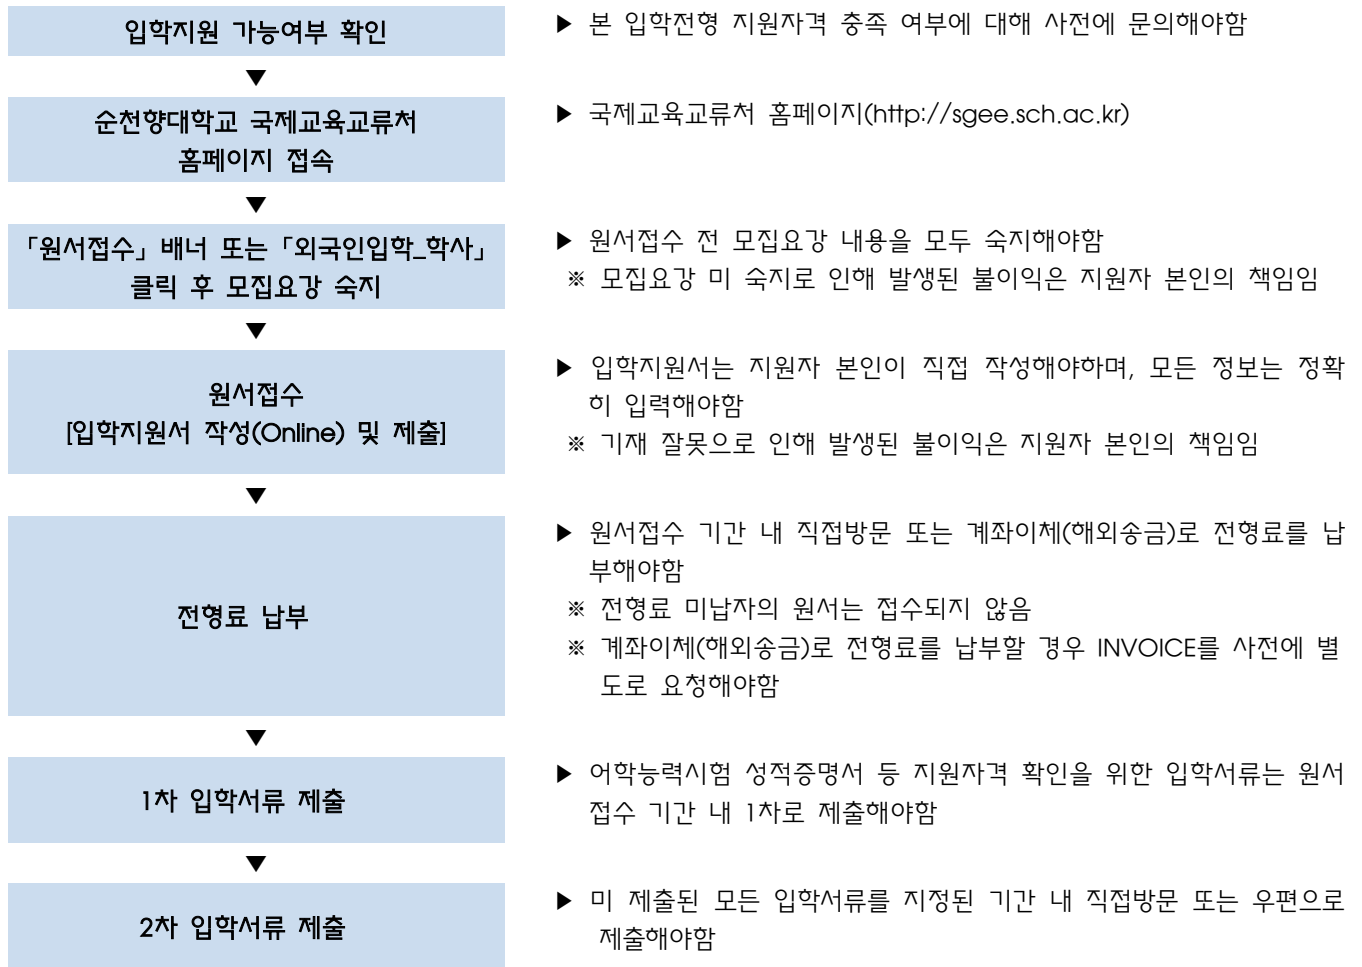 입학지원 가능여부 확인
▶ 본 입학전형 지원자격 충족 여부에 대해 사전에 문의해야함
▼
순천향대학교 국제교육교류처
홈페이지 접속
▶ 국제교육교류처 홈페이지(http://sgee.sch.ac.kr)
▼
「원서접수」 배너 또는 「외국인입학_학사」
클릭 후 모집요강 숙지
▶ 원서접수 전 모집요강 내용을 모두 숙지해야함
※ 모집요강 미 숙지로 인해 발생된 불이익은 지원자 본인의 책임임
▼
원서접수
[입학지원서 작성(Online) 및 제출]
▶ 입학지원서는 지원자 본인이 직접 작성해야하며, 모든 정보는 정확
히 입력해야함
※ 기재 잘못으로 인해 발생된 불이익은 지원자 본인의 책임임
▼
전형료 납부
▶ 원서접수 기간 내 직접방문 또는 계좌이체(해외송금)로 전형료를 납
부해야함
※ 전형료 미납자의 원서는 접수되지 않음
※ 계좌이체(해외송금)로 전형료를 납부할 경우 INVOICE를 사전에 별
도로 요청해야함
▼
1차 입학서류 제출
▶ 어학능력시험 성적증명서 등 지원자격 확인을 위한 입학서류는 원서
접수 기간 내 1차로 제출해야함
▼
2차 입학서류 제출
▶ 미 제출된 모든 입학서류를 지정된 기간 내 직접방문 또는 우편으로
제출해야함